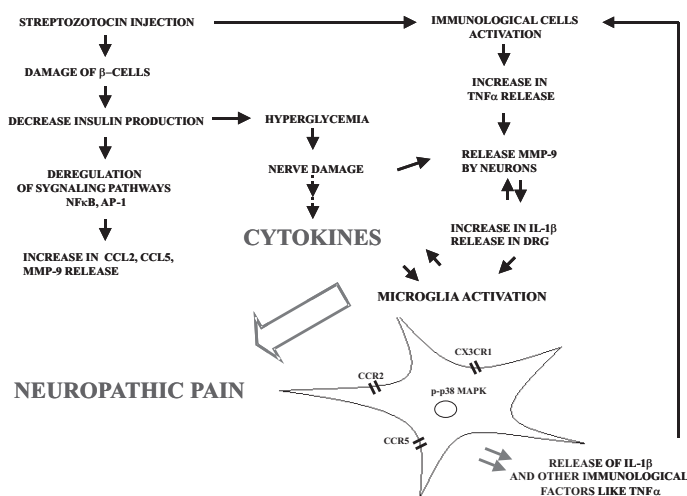 STREPTOZOTOCIN INJECTION
IMMUNOLOGICAL CELLS
ACTIVATION
DAMAGE OF β–CELLS
INCREASE IN
TNFα RELEASE
DECREASE INSULIN PRODUCTION
HYPERGLYCEMIA
RELEASE MMP-9
BY NEURONS
NERVE DAMAGE
DEREGULATION
OF SYGNALING PATHWAYS
NFκB, AP-1
CYTOKINES
INCREASE IN IL-1β
RELEASE IN DRG
INCREASE IN CCL2, CCL5,
MMP-9 RELEASE
MICROGLIA ACTIVATION
CX3CR1
CCR2
p-p38 MAPK
NEUROPATHIC PAIN
CCR5
RELEASE OF IL-1β
AND OTHER IMMUNOLOGICAL
FACTORS LIKE TNFα